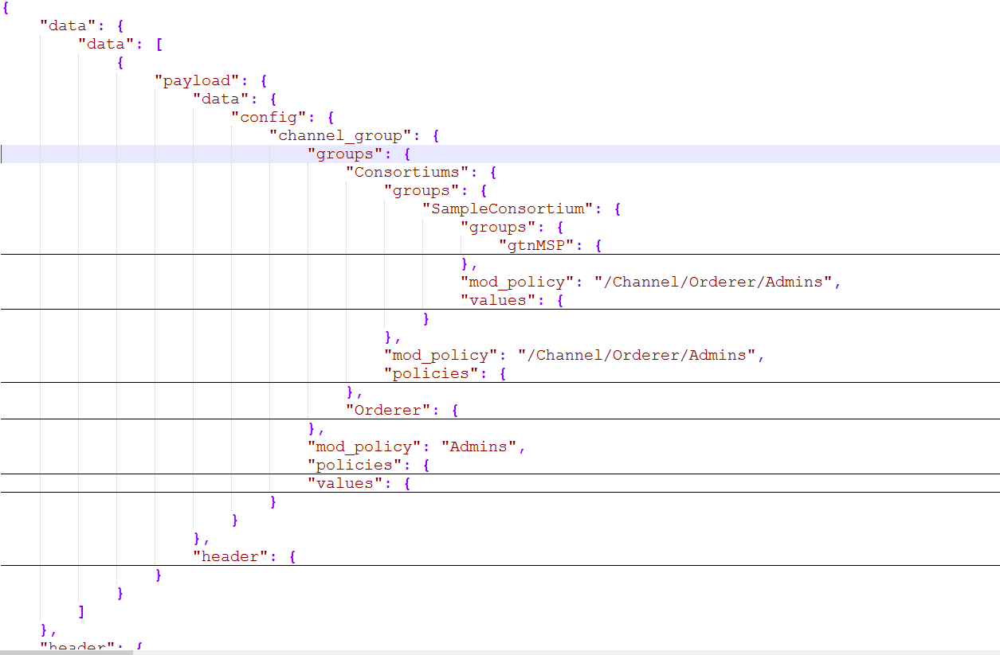 {
"data": {
"data": [
{
"payload": {
"data": {
"config": {
"channel_group": {
"groups": {
"Consortiums": {
"groups": {
"SampleConsortium": {
"groups": {
"gtnMSP": {
},
"mod_policy": "/Channel/Orderer/Admins",
"values": {
}
},
"mod_policy": "/Channel/Orderer/Admins",
"policies": {
},
"Orderer": {
},
"mod_policy": "Admins",
"policies": {
"values": {
}
}
},
"header": {
}
}
]
},
"header": {